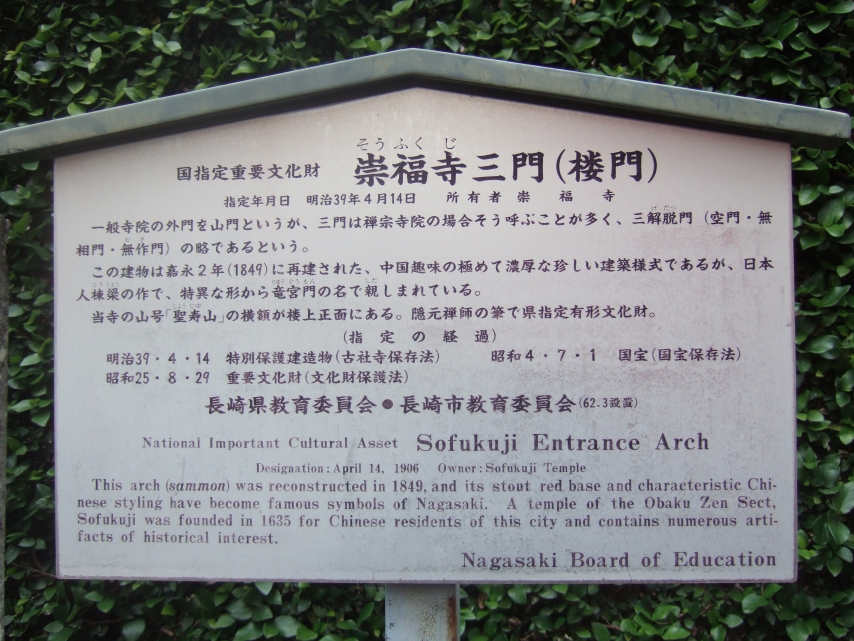 そうふくじ
国指定重要文化財 崇福寺三門(楼門)
指定年月日 明治39年4月14日 所有者 崇福寺
一般寺院の外門を山門というが、三門は禅宗寺院の場合そう呼ぶことが多く、三解脱門(空門・無
相門・無作門)の略であるという。
この建物は嘉永2年(1849)に再建された、中国趣味の極めて濃厚な珍しい建築様式であるが、日本
人棟梁の作で、特異な形から竜宮門の名で親しまれている。
当寺の山号「聖寿山」の横額が楼上正面にある。隠元禅師の筆で県指定有形文化財。
(指定の経過)
明治39・4・14 特別保護建造物(古社寺保存法) 昭和4・7・1 国宝(国宝保存法)
昭和25・8・29 重要文化財(文化財保護法)
長崎県教育委員会●長崎市教育委員会(62.3設置)
National Important Cultural Asset Sofukuji Entrance Arch
Designation: April 14, 1906 Owner: Sofukuji Temple
This arch (sammon) was reconstructed in 1849, and its stout red base and characteristic Chi-
nese styling have become famous symbols of Nagasaki. A temple of the Obaku Zen Sect,
Sofukuji was founded in 1635 for Chinese residents of this city and contains numerous arti-
facts of historical interest.
Nagasaki Board of Education